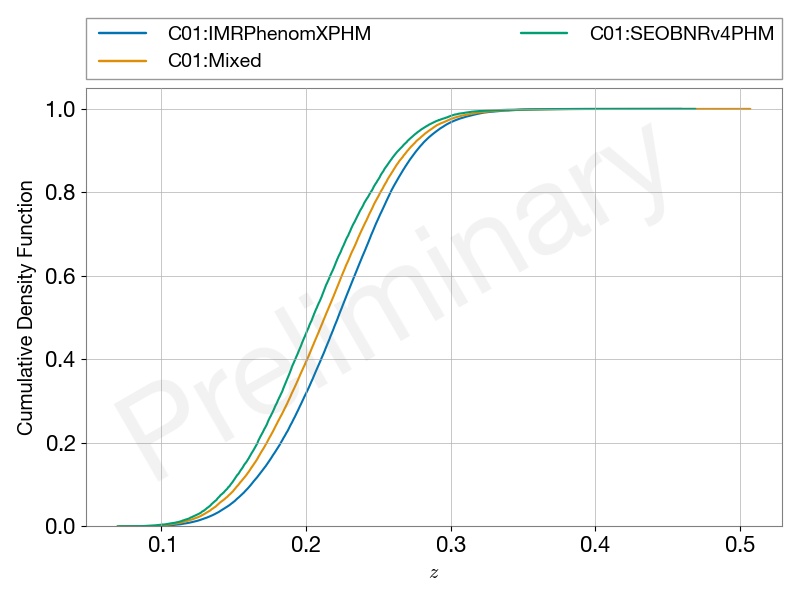 C01:IMRPhenomXPHM
C01:SEOBNRv4PHM
C01:Mixed
1.0
0.8
0.6
0.4
0.2
0.0
Cumulative Density Function
Preliminary
0.1 0.2 0.3 0.4 0.5
z